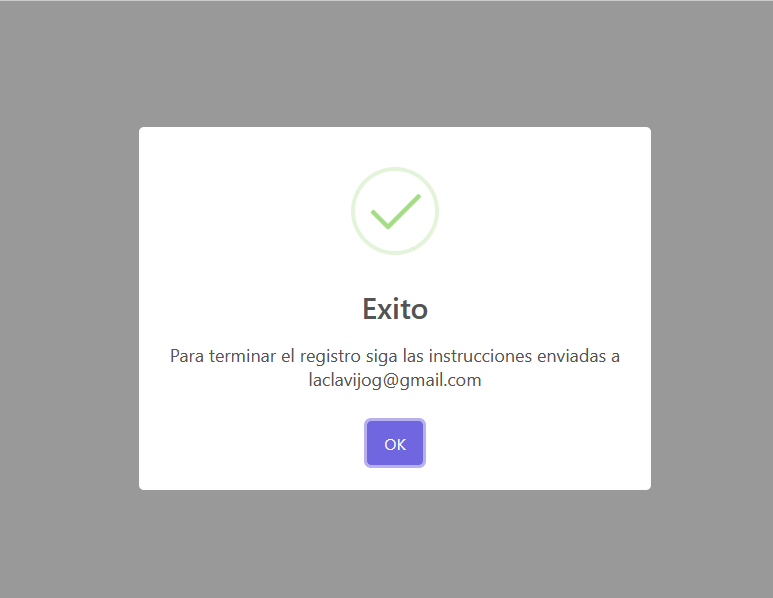 Exito
Para terminar el registro siga las instrucciones enviadas a
laclavijog@gmail.com
OK